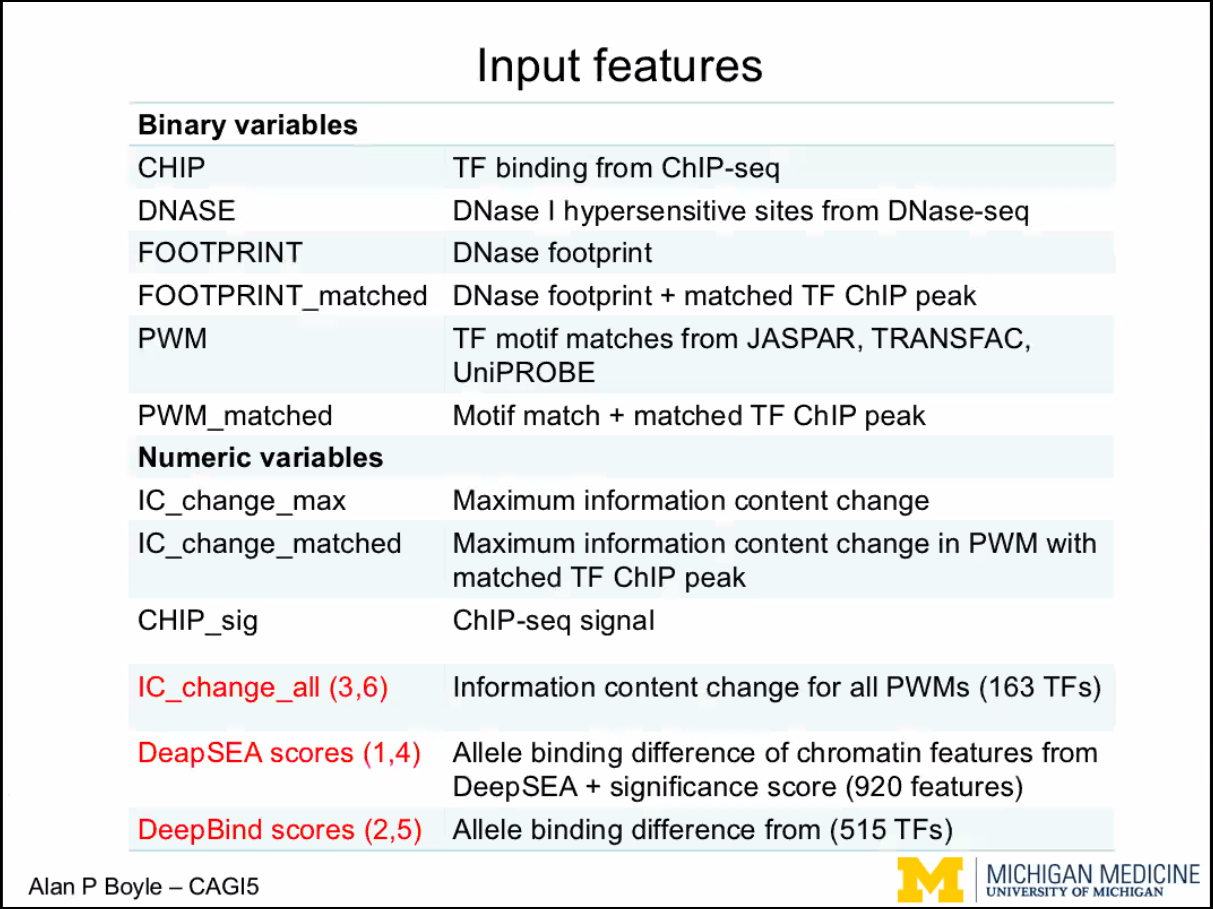 Input features
Binary variables
CHIP TF binding from ChIP-seq
DNASE DNase I hypersensitive sites from DNase-seq
FOOTPRINT DNase footprint
FOOTPRINT_matched DNase footprint + matched TF ChIP peak
PWM TF motif matches from JASPAR, TRANSFAC,
UniPROBE
PWM_matched Motif match + matched TF ChIP peak
Numeric variables
IC_change_max Maximum information content change
IC_change_matched Maximum information content change in PWM with
matched TF ChIP peak
CHIP_sig ChIP-seq signal
IC_change_all (3,6) Information content change for all PWMs (163 TFs)
DeapSEA scores (1,4) Allele binding difference of chromatin features from
DeepSEA + significance score (920 features)
DeepBind scores (2,5) Allele binding difference from (515 TFs)
Alan P Boyle – CAGI5
M MICHIGAN MEDICINE
UNIVERSITY OF MICHIGAN